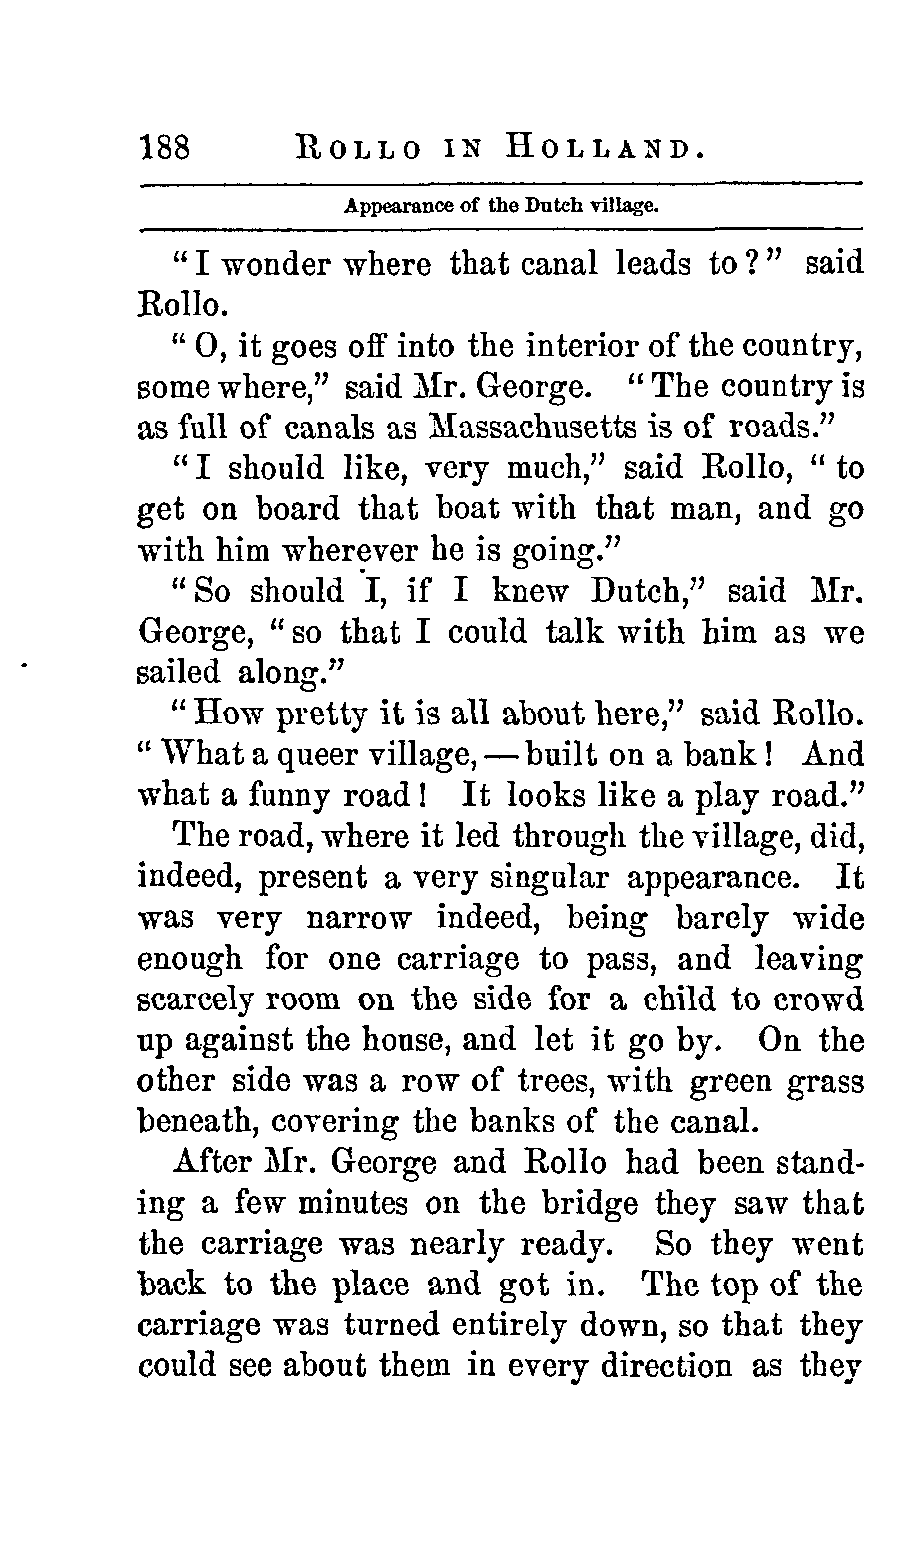 188 ROLLO IN HOLLAND.
Appearance of the Dutch village.
“I wonder where that canal leads to?” said
Rollo.
“O, it goes off into the interior of the country,
some where,” said Mr. George. “The country is
as full of canals as Massachusetts is of roads.”
“I should like, very much,” said Rollo, “to
get on board that boat with that man, and go
with him wherever he is going.”
“So should I, if I knew Dutch,” said Mr.
George, “so that I could talk with him as we
sailed along.”
“How pretty it is all about here,” said Rollo.
“What a queer village,—built on a bank! And
what a funny road! It looks like a play road.”
The road, where it led through the village, did,
indeed, present a very singular appearance. It
was very narrow indeed, being barely wide
enough for one carriage to pass, and leaving
scarcely room on the side for a child to crowd
up against the house, and let it go by. On the
other side was a row of trees, with green grass
beneath, covering the banks of the canal.
After Mr. George and Rollo had been stand-
ing a few minutes on the bridge they saw that
the carriage was nearly ready. So they went
back to the place and got in. The top of the
carriage was turned entirely down, so that they
could see about them in every direction as they